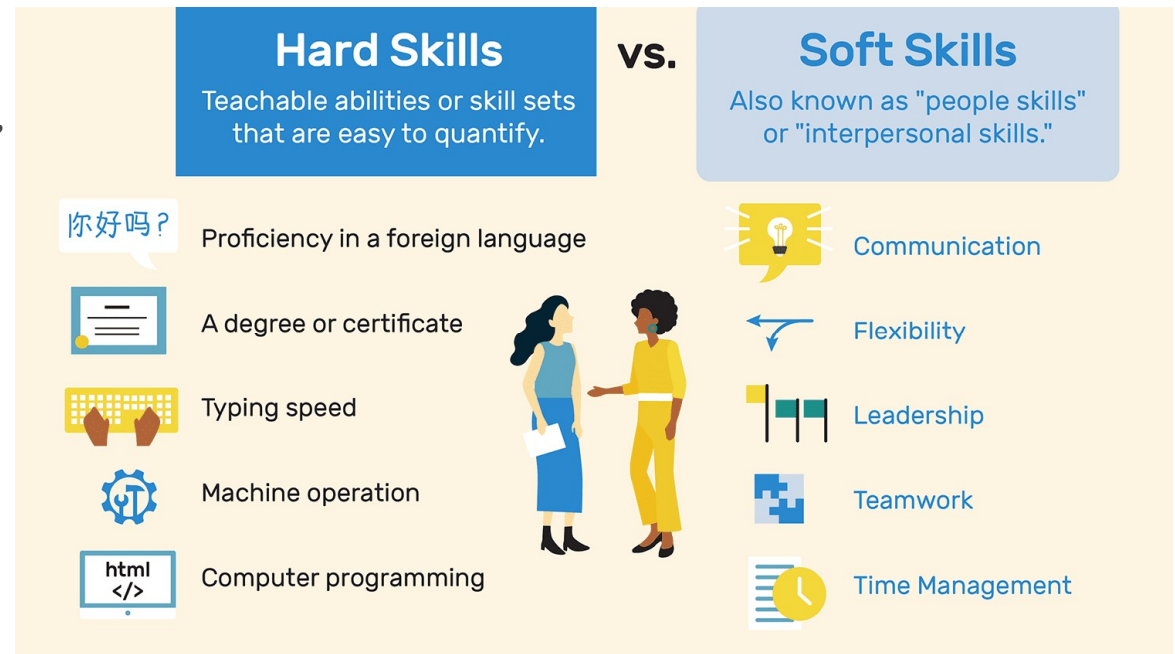 Hard Skills
Teachable abilities or skill sets
that are easy to quantify.
vs.
Soft Skills
Also known as "people skills"
or "interpersonal skills."
你好吗?
Proficiency in a foreign language
A degree or certificate
Typing speed
Machine operation
html
</>
Computer programming
Communication
Flexibility
Leadership
Teamwork
Time Management